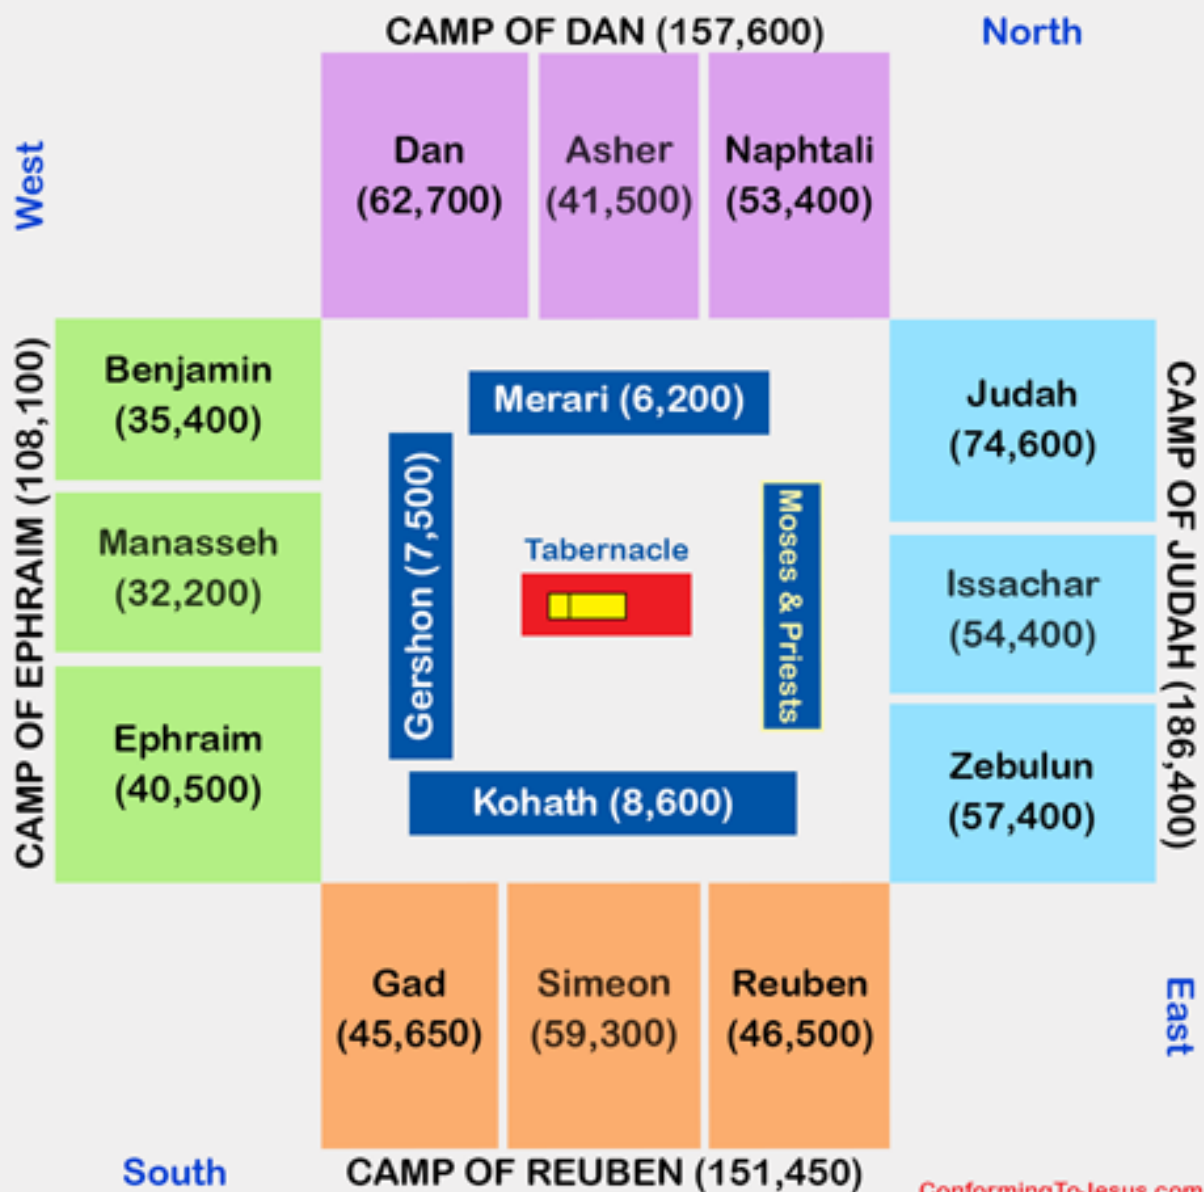 CAMP OF DAN (157,600)
North
West
Dan
(62,700)
Asher
(41,500)
Naphtali
(53,400)
CAMP OF EPHRAIM (108,100)
Benjamin
(35,400)
Manasseh
(32,200)
Ephraim
(40,500)
Merari (6,200)
Gershon (7,500)
Tabernacle
Moses & Priests
Kohath (8,600)
Judah
(74,600)
Issachar
(54,400)
Zebulun
(57,400)
CAMP OF JUDAH (186,400)
Gad
(45,650)
Simeon
(59,300)
Reuben
(46,500)
East
South
CAMP OF REUBEN (151,450)
ConformingToJesus.com